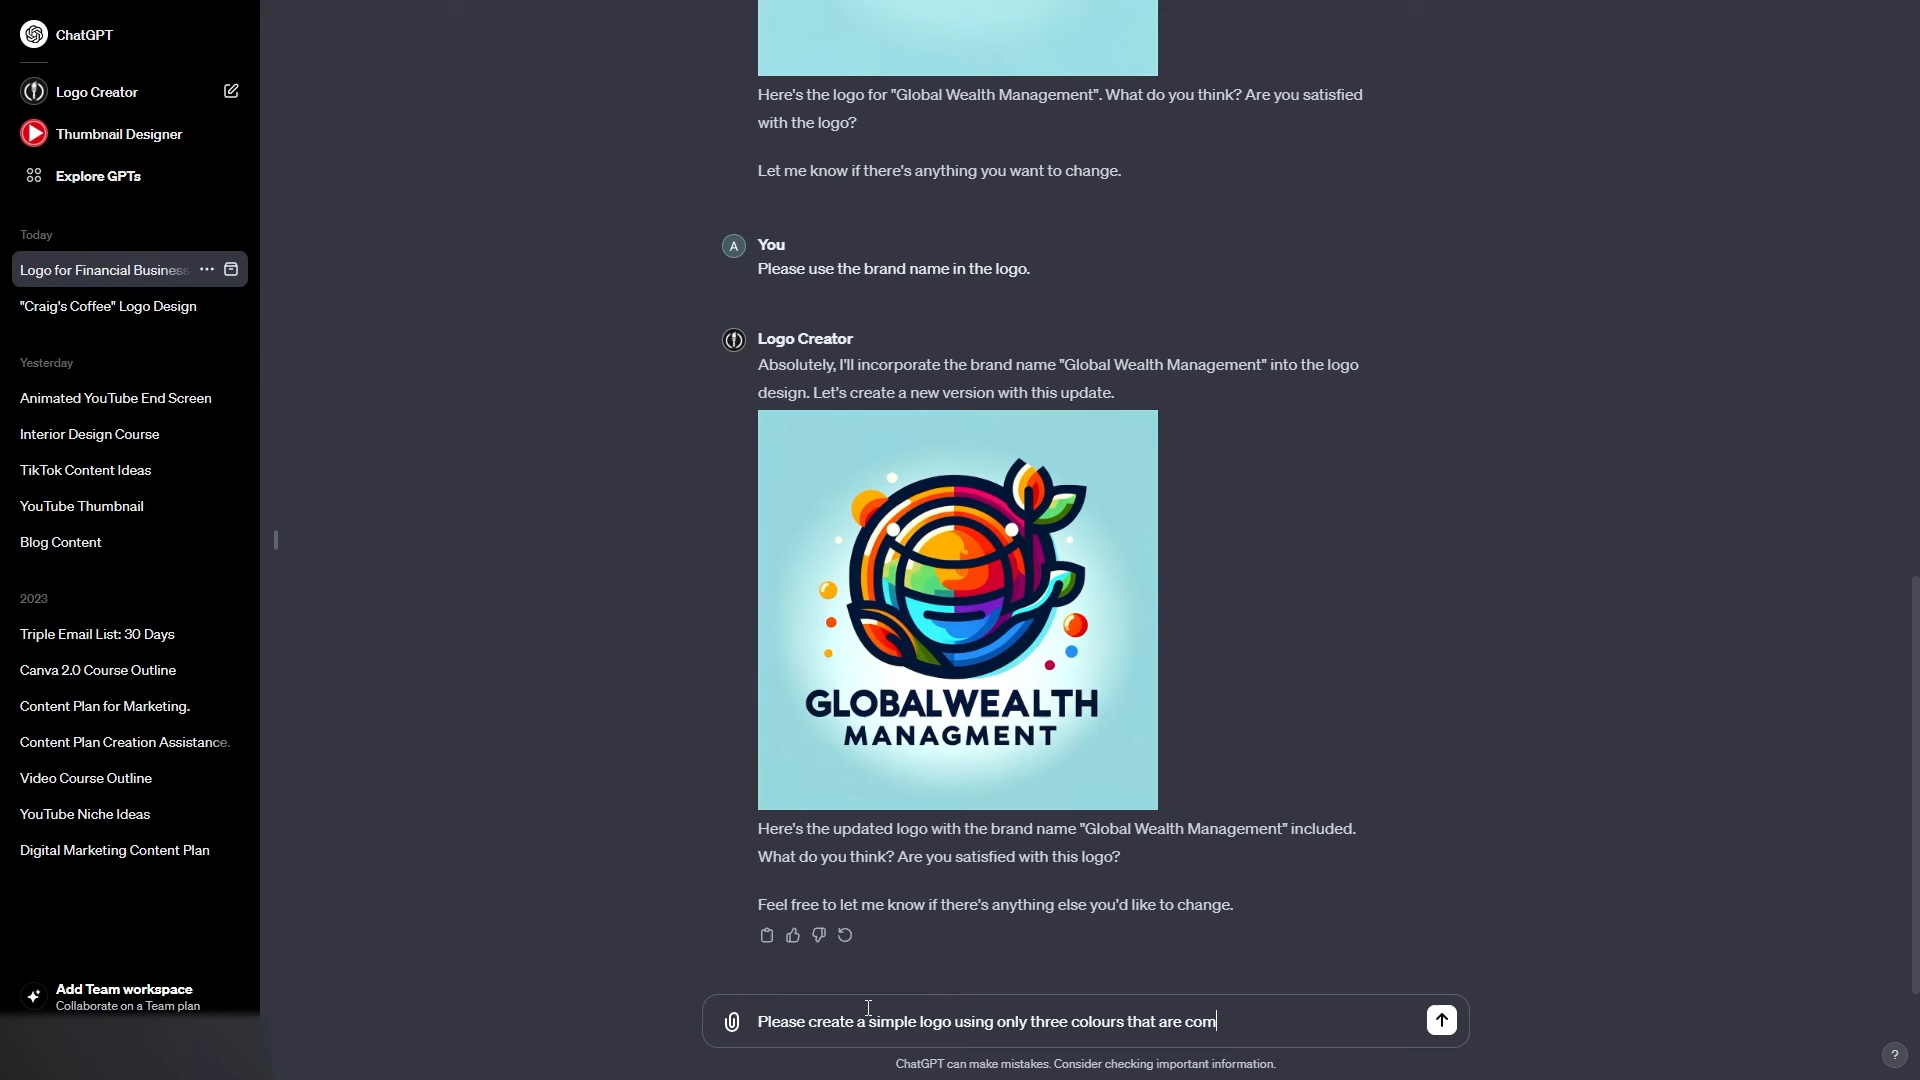 ChatGPT
Logo Creator
Thumbnail Designer
Explore GPTs
Today
Logo for Financial Business
"Craig's Coffee" Logo Design
Yesterday
Animated YouTube End Screen
Interior Design Course
TikTok Content Ideas
YouTube Thumbnail
Blog Content
2023
Triple Email List: 30 Days
Canva 2.0 Course Outline
Content Plan for Marketing.
Content Plan Creation Assistance.
Video Course Outline
YouTube Niche Ideas
Digital Marketing Content Plan
Add Team workspace
Collaborate on a Team plan
Here's the logo for "Global Wealth Management". What do you think? Are you satisfied
with the logo?
Let me know if there's anything you want to change.
A
You
Please use the brand name in the logo.
Logo Creator
Absolutely, I'll incorporate the brand name "Global Wealth Management" into the logo
design. Let's create a new version with this update.
GLOBALWEALTH
MANAGMENT
Here's the updated logo with the brand name "Global Wealth Management" included.
What do you think? Are you satisfied with this logo?
Feel free to let me know if there's anything else you'd like to change.
Please create a simple logo using only three colours that are com
ChatGPT can make mistakes. Consider checking important information.
?